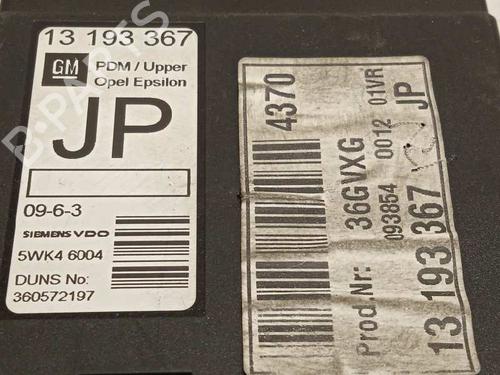 13 193 367
GM
PDM / Upper
Opel Epsilon
JP
09-6-3
SIEMENS VDO
5WK4 6004
DUNS No:
360572197
4370
01VR
36GVXG
093854 0012
JP
Prod.Nr:
13 193 367
B-PARTS